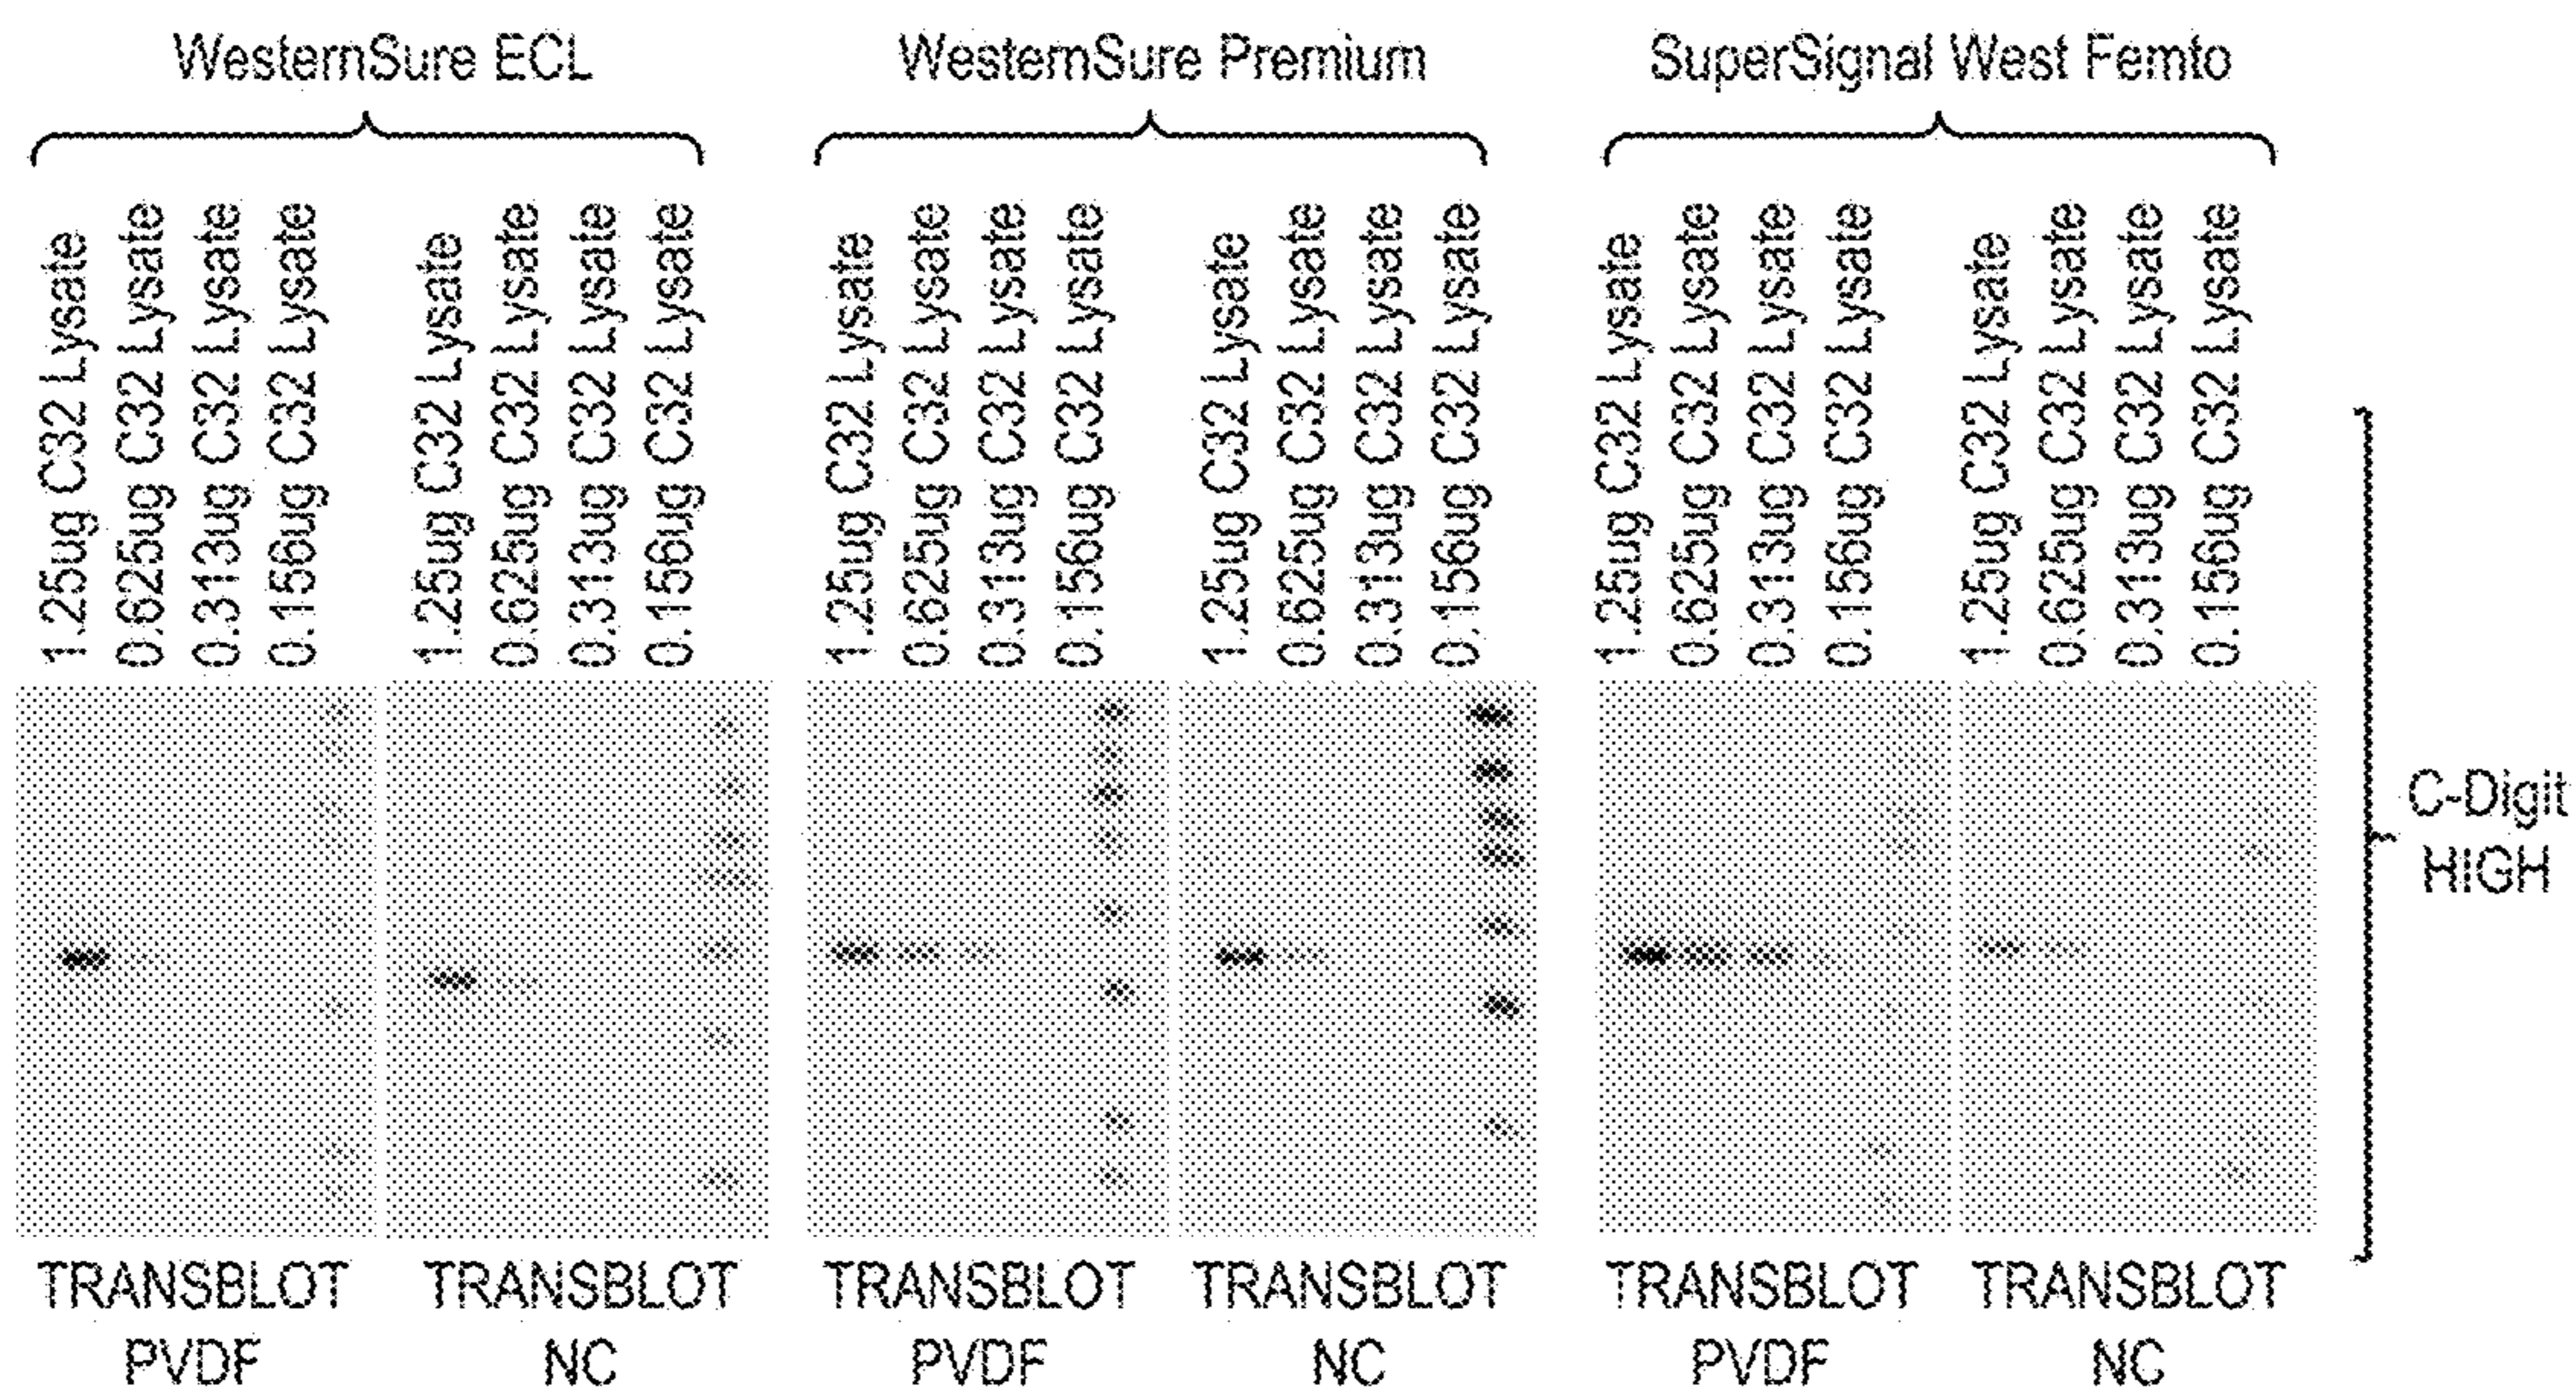 WesternSure ECL
WesternSure Premium
SuperSignal West Femto
1.25ug C32 Lysate
0.625ug C32 Lysate
0.313ug C32 Lysate
0.156ug C32 Lysate
1.25ug C32 Lysate
0.625ug C32 Lysate
0.313ug C32 Lysate
0.156ug C32 Lysate
1.25ug C32 Lysate
0.625ug C32 Lysate
0.313ug C32 Lysate
0.156ug C32 Lysate
1.25ug C32 Lysate
0.625ug C32 Lysate
0.313ug C32 Lysate
0.156ug C32 Lysate
1.25ug C32 Lysate
0.625ug C32 Lysate
0.313ug C32 Lysate
0.156ug C32 Lysate
1.25ug C32 Lysate
0.625ug C32 Lysate
0.313ug C32 Lysate
0.156ug C32 Lysate
C-Digit
HIGH
TRANSBLOT
PVDF
TRANSBLOT
NC
TRANSBLOT
PVDF
TRANSBLOT
NC
TRANSBLOT
PVDF
TRANSBLOT
NC